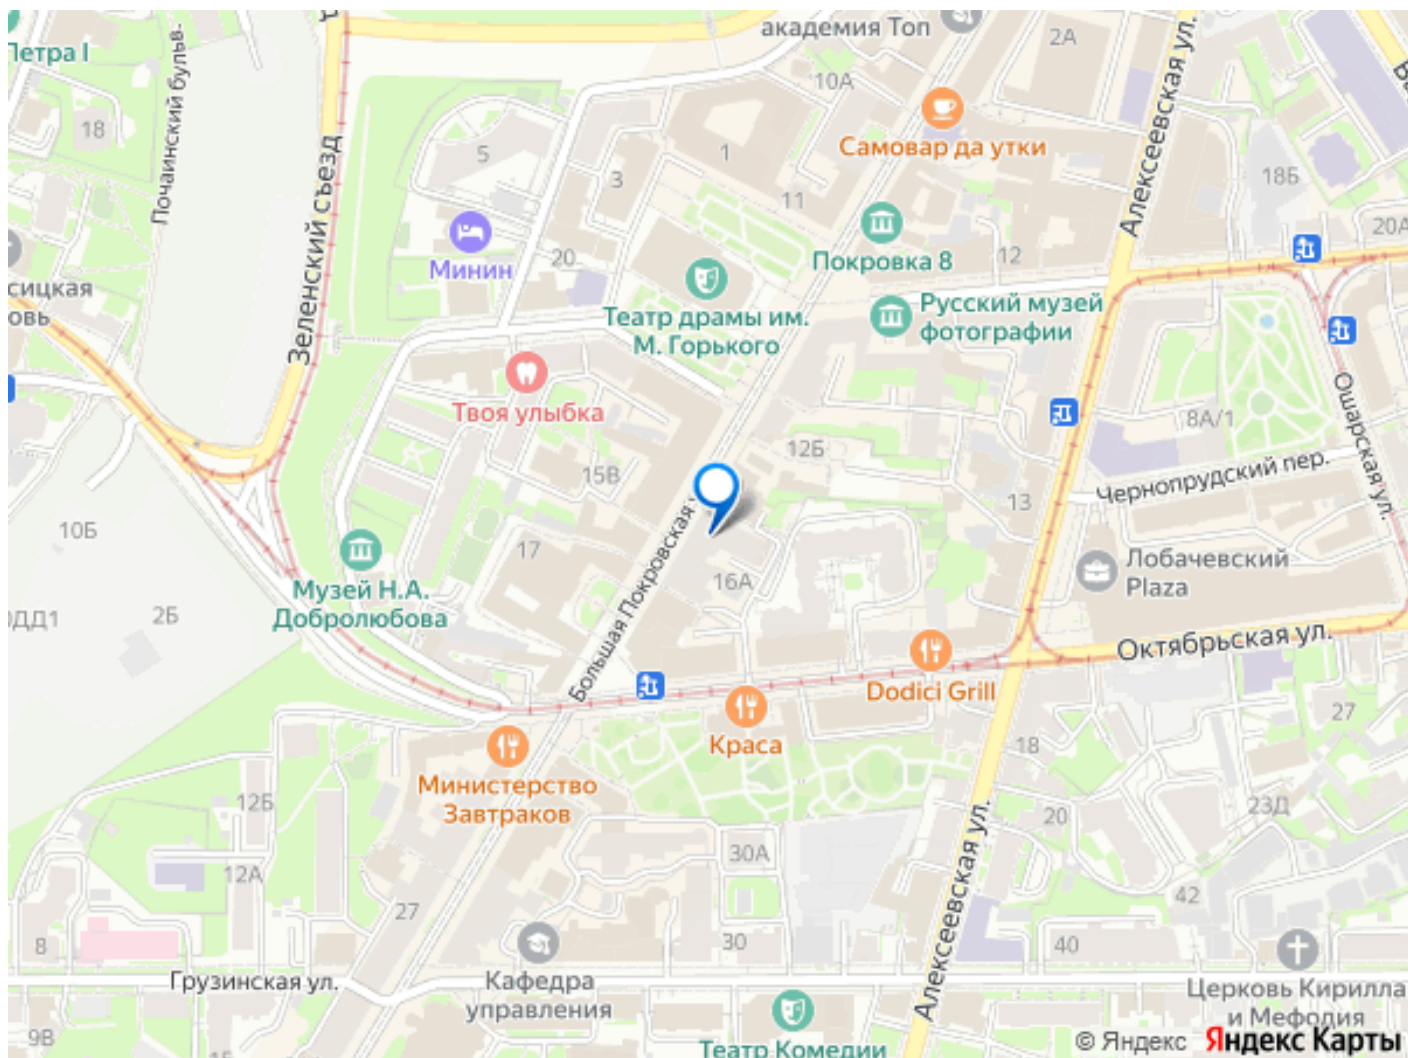 академия Топ
2А
Петра I
Почаинский бульв.
18
10А
Алексеевская ул.
Самовар да утки
5
1
3
18Б
Зеленский съезд
11
20А
Минин
20
Покровка 8
12
сицкая
овь
Театр драмы им.
М. Горького
Русский музей
фотографии
Твоя улыбка
8А/1
Ошарская ул.
12Б
15В
Чернопрудский пер.
13
10Б
17
Большая Покровская
Лобачевский
Plaza
16А
Музей Н.А.
Добролюбова
ОДД1
2Б
Октябрьская ул.
Dodici Grill
27
Краса
18
Министерство
Завтраков
12Б
20
23Д
30А
12А
Алексеевская ул.
42
27
8
30
40
Грузинская ул.
Кафедра
управления
Церковь Кирилла
и Мефодия
9В
Театр Комедии
© Яндекс Яндекс Карты